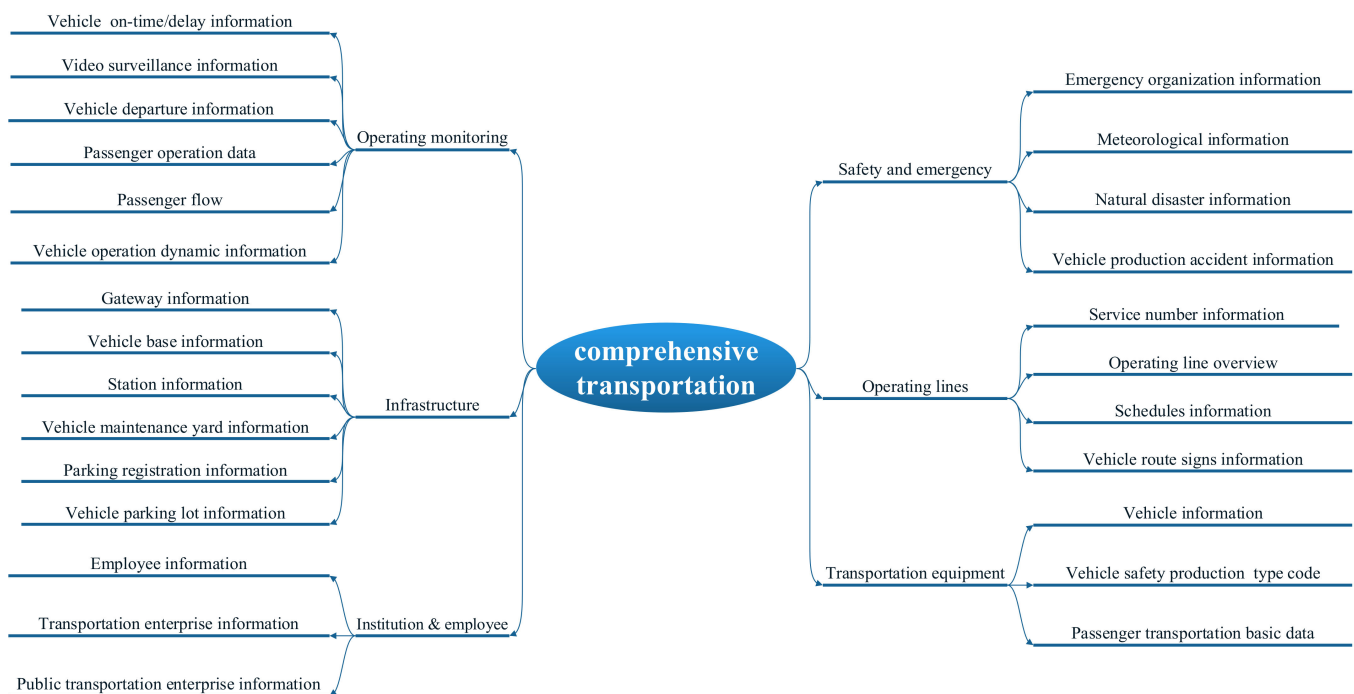 Vehicle on-time/delay information
Video surveillance information
Vehicle departure information
Passenger operation data
Passenger flow
Vehicle operation dynamic information
Operating monitoring
Gateway information
Vehicle base information
Station information
Vehicle maintenance yard information
Parking registration information
Vehicle parking lot information
Infrastructure
Employee information
Transportation enterprise information
Public transportation enterprise information
Institution & employee
comprehensive
transportation
Safety and emergency
Emergency organization information
Meteorological information
Natural disaster information
Vehicle production accident information
Operating lines
Service number information
Operating line overview
Schedules information
Vehicle route signs information
Transportation equipment
Vehicle information
Vehicle safety production type code
Passenger transportation basic data